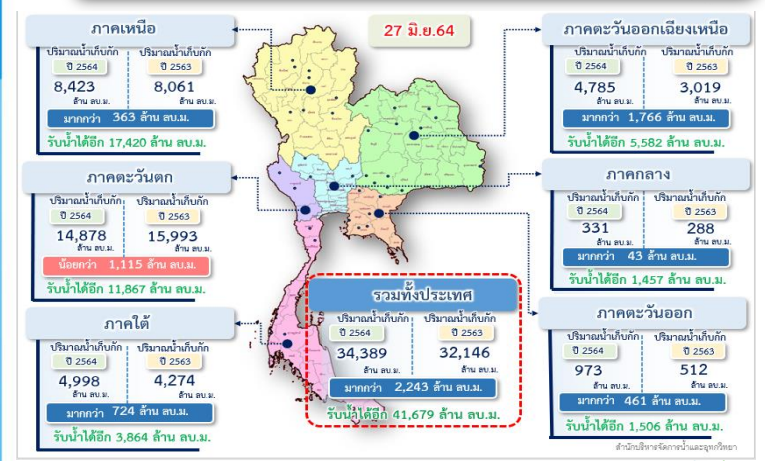 27 มิ.ย.64
ภาคเหนือ
ปริมาณน้ำเก็บกัก ปริมาณน้ำเก็บกัก
ปี 2564 ปี 2563
8,423 8,061
ล้าน ลบ.ม. ล้าน ลบ.ม.
มากกว่า 363 ล้าน ลบ.ม.
รับน้ำได้อีก 17,420 ล้าน ลบ.ม.
ภาคตะวันออกเฉียงเหนือ
ปริมาณน้ำเก็บกัก ปริมาณน้ำเก็บกัก
ปี 2564 ปี 2563
4,785 3,019
ล้าน ลบ.ม. ล้าน ลบ.ม.
มากกว่า 1,766 ล้าน ลบ.ม.
รับน้ำได้อีก 5,582 ล้าน ลบ.ม.
ภาคตะวันตก
ปริมาณน้ำเก็บกัก ปริมาณน้ำเก็บกัก
ปี 2564 ปี 2563
14,878 15,993
ล้าน ลบ.ม. ล้าน ลบ.ม.
น้อยกว่า 1,115 ล้าน ลบ.ม.
รับน้ำได้อีก 11,867 ล้าน ลบ.ม.
ภาคกลาง
ปริมาณน้ำเก็บกัก ปริมาณน้ำเก็บกัก
ปี 2564 ปี 2563
331 288
ล้าน ลบ.ม. ล้าน ลบ.ม.
มากกว่า 43 ล้าน ลบ.ม.
รับน้ำได้อีก 1,457 ล้าน ลบ.ม.
ภาคใต้
ปริมาณน้ำเก็บกัก ปริมาณน้ำเก็บกัก
ปี 2564 ปี 2563
4,998 4,274
ล้าน ลบ.ม. ล้าน ลบ.ม.
มากกว่า 724 ล้าน ลบ.ม.
รับน้ำได้อีก 3,864 ล้าน ลบ.ม.
รวมทั้งประเทศ
ปริมาณน้ำเก็บกัก ปริมาณน้ำเก็บกัก
ปี 2564 ปี 2563
34,389 32,146
ล้าน ลบ.ม. ล้าน ลบ.ม.
มากกว่า 2,243 ล้าน ลบ.ม.
รับน้ำได้อีก 41,679 ล้าน ลบ.ม.
ภาคตะวันออก
ปริมาณน้ำเก็บกัก ปริมาณน้ำเก็บกัก
ปี 2564 ปี 2563
973 512
ล้าน ลบ.ม. ล้าน ลบ.ม.
มากกว่า 461 ล้าน ลบ.ม.
รับน้ำได้อีก 1,506 ล้าน ลบ.ม.
สำนักบริหารจัดการน้ำและอุทกวิทยา